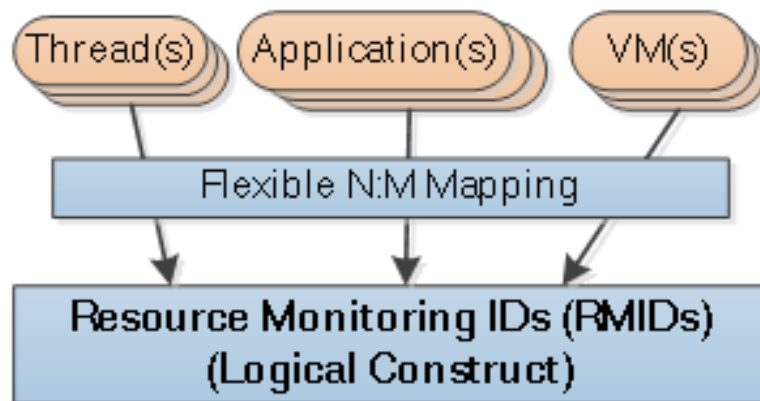 Thread(s) Application(s) VM(s)
Flexible N:M Mapping
Resource Monitoring IDs (RMIDs)
(Logical Construct)